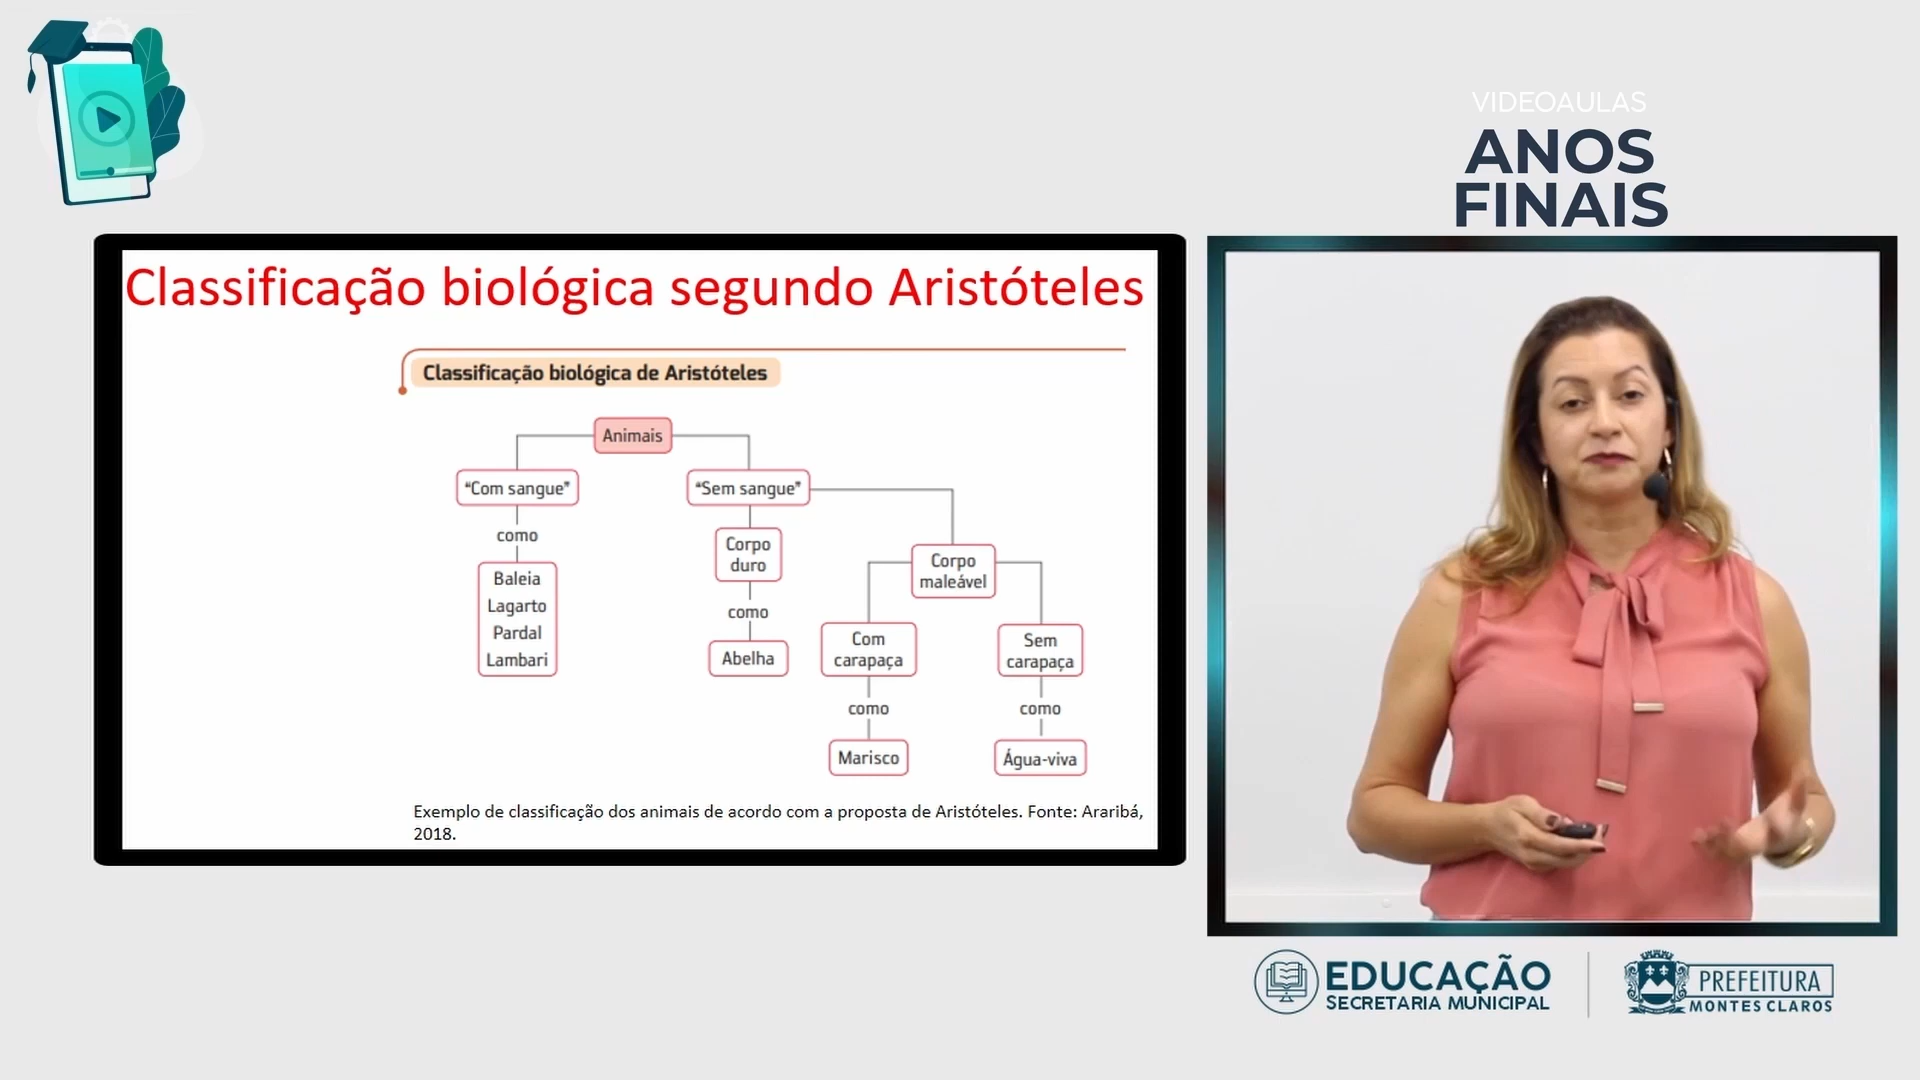 VIDEOAULAS
ANOS
FINAIS
Classificação biológica segundo Aristóteles
Classificação biológica de Aristóteles
Animais
“Com sangue”
“Sem sangue”
como
Corpo
duro
Corpo
maleável
Baleia
Lagarto
Pardal
Lambari
como
Abelha
Com
carapaça
Sem
carapaça
como
como
Marisco
Água-viva
Exemplo de classificação dos animais de acordo com a proposta de Aristóteles. Fonte: Araribá,
2018.
EDUCAÇÃO
SECRETARIA MUNICIPAL
PREFEITURA
MONTES CLAROS